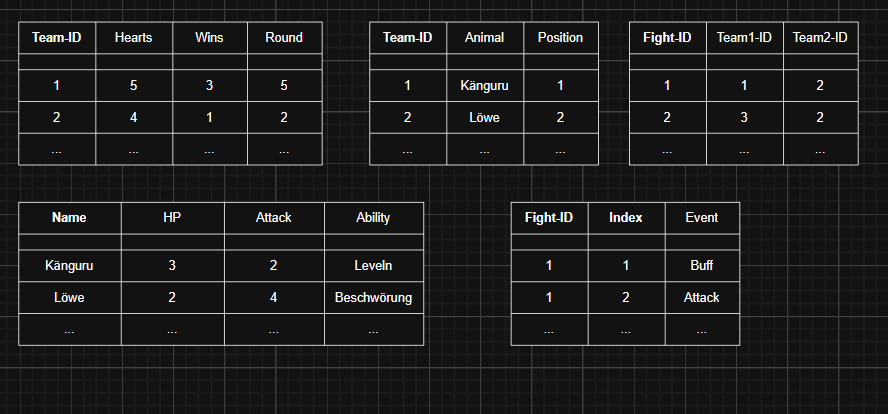 Team-ID Hearts Wins Round
1 5 3 5
2 4 1 2
... ... ... ...
Team-ID Animal Position
1 Känguru 1
2 Löwe 2
... ... ...
Fight-ID Team1-ID Team2-ID
1 1 2
2 3 2
... ... ...
Name HP Attack Ability
Känguru 3 2 Leveln
Löwe 2 4 Beschwörung
... ... ... ...
Fight-ID Index Event
1 1 Buff
1 2 Attack
... ... ...